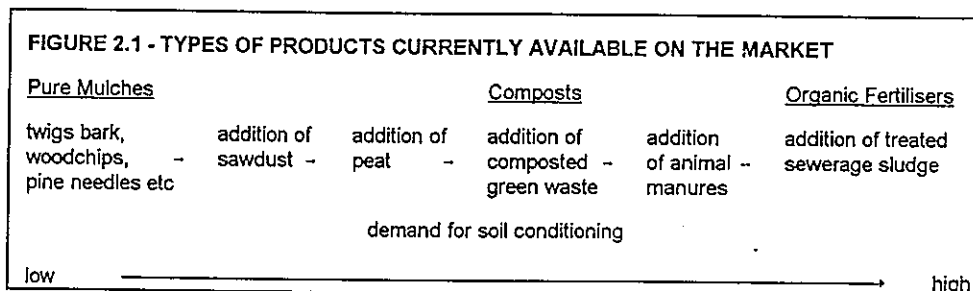 FIGURE 2.1 - TYPES OF PRODUCTS CURRENTLY AVAILABLE ON THE MARKET
Pure Mulches Composts Organic Fertilisers
twigs bark, addition of addition of addition of addition addition of treated
woodchips, → sawdust → peat → composted → of animal → sewerage sludge
pine needles etc green waste manures
demand for soil conditioning
low → high